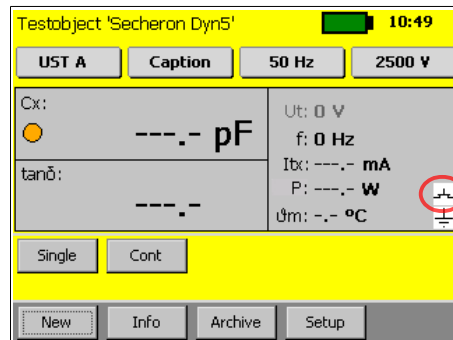 Testobject 'Secheron Dyn5' 10:49
UST A Caption 50 Hz 2500 V
Cx:
---.- pF
tanδ:
---.-
Ut: 0 V
f: 0 Hz
Itx: ---.- mA
P: ---.- W
ϑm: -.- ºC
Single Cont
New Info Archive Setup